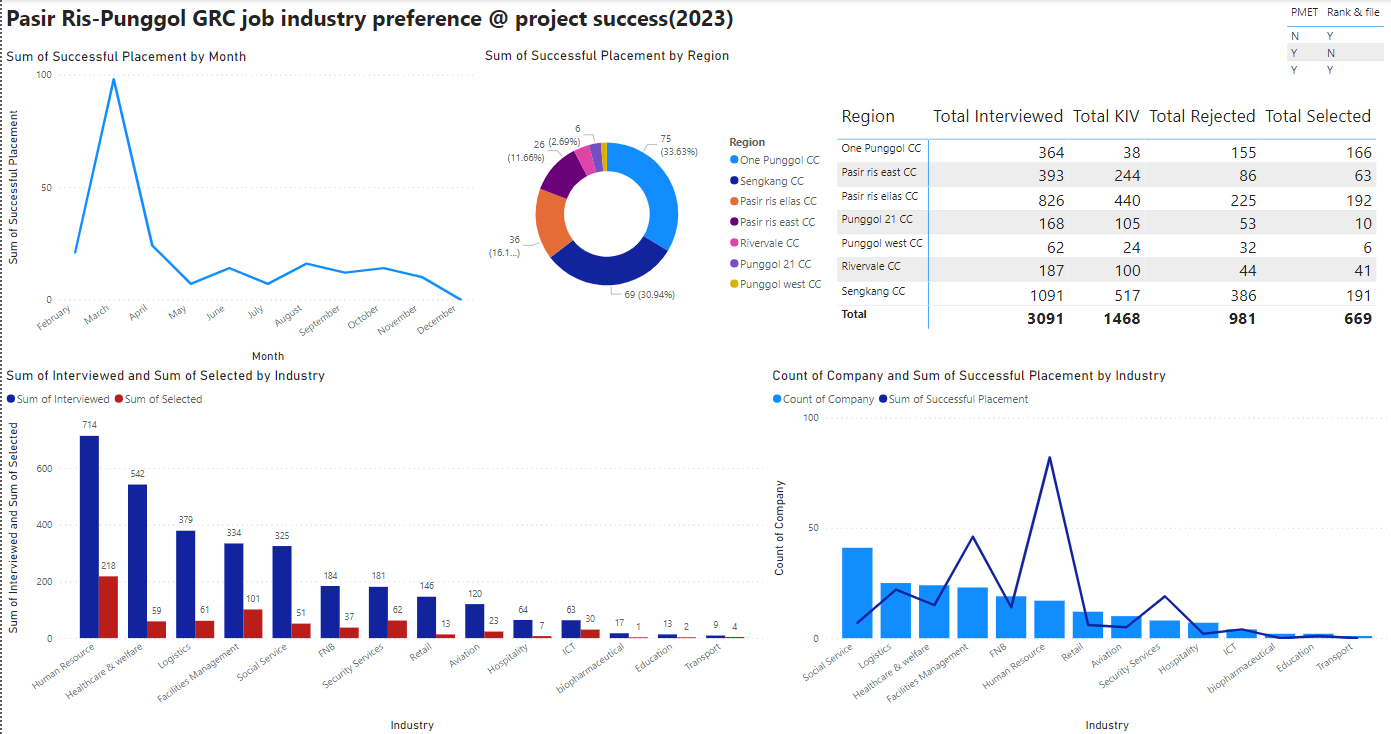 Pasir Ris-Punggol GRC job industry preference @ project success(2023)
PMET Rank & file
N Y
Y N
Y Y
Sum of Successful Placement by Month
Sum of Successful Placement
100
50
0
February March April May June July August September October November December
Month
Sum of Successful Placement by Region
75
(33.63%)
69 (30.94%)
36
(16.1...)
26
(11.66%)
6
(2.69%)
Region
One Punggol CC
Sengkang CC
Pasir ris elias CC
Pasir ris east CC
Rivervale CC
Punggol 21 CC
Punggol west CC
Region Total Interviewed Total KIV Total Rejected Total Selected
One Punggol CC 364 38 155 166
Pasir ris east CC 393 244 86 63
Pasir ris elias CC 826 440 225 192
Punggol 21 CC 168 105 53 10
Punggol west CC 62 24 32 6
Rivervale CC 187 100 44 41
Sengkang CC 1091 517 386 191
Total 3091 1468 981 669
Sum of Interviewed and Sum of Selected by Industry
Sum of Interviewed Sum of Selected
Sum of Interviewed and Sum of Selected
600
400
200
0
714 218 542 59 379 61 334 101 325 51 184 37 181 62 146 13 120 23 64 7 63 30 17 1 13 2 9 4
Human Resource Healthcare & welfare Logistics Facilities Management Social Service FNB Security Services Retail Aviation Hospitality ICT biopharmaceutical Education Transport
Industry
Count of Company and Sum of Successful Placement by Industry
Count of Company Sum of Successful Placement
Count of Company
100
50
0
Social Service Logistics Healthcare & welfare Facilities Management FNB Human Resource Retail Aviation Security Services Hospitality ICT biopharmaceutical Education Transport
Industry